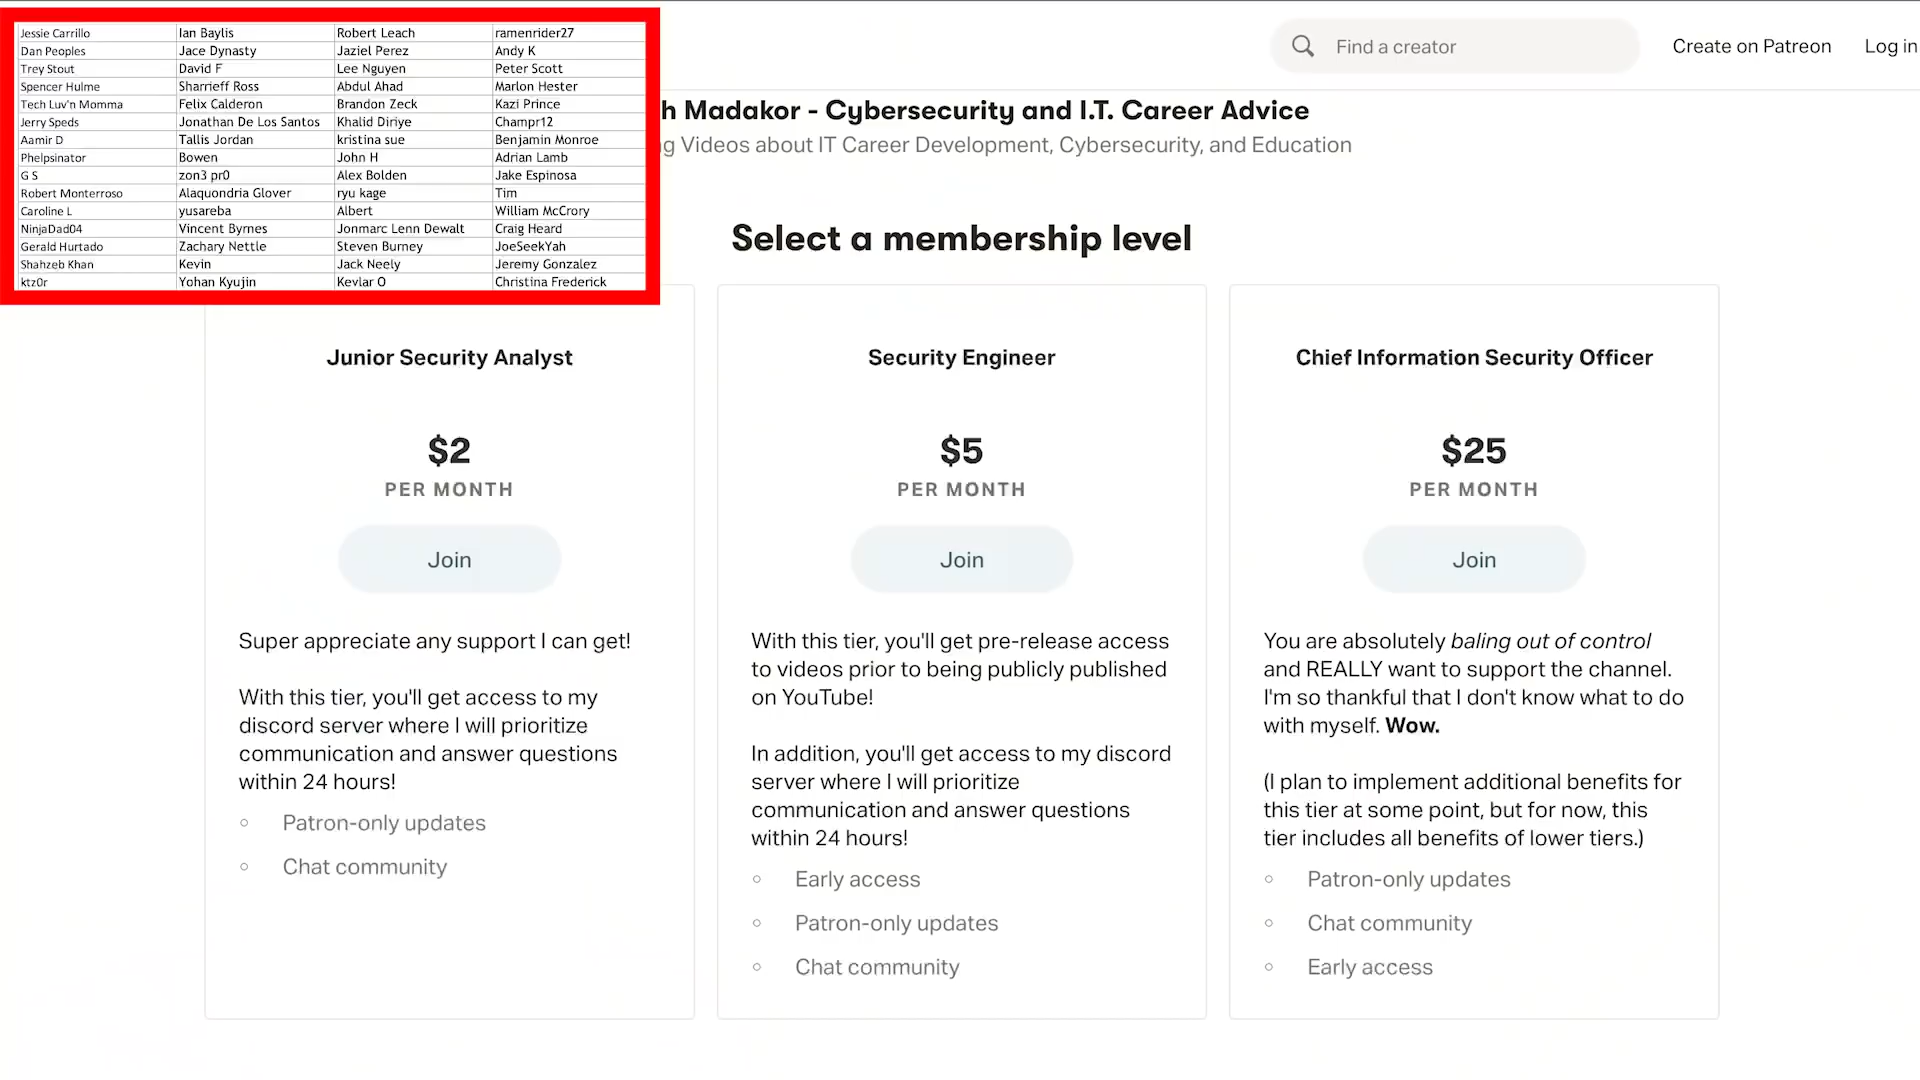 Jessie Carrillo Ian Baylis Robert Leach ramenrider27
Dan Peoples Jace Dynasty Jaziel Perez Andy K
Trey Stout David F Lee Nguyen Peter Scott
Spencer Hulme Sharrieff Ross Abdul Ahad Marlon Hester
Tech Luv'n Momma Felix Calderon Brandon Zeck Kazi Prince
Jerry Speds Jonathan De Los Santos Khalid Diriye Champr12
Aamir D Tallis Jordan kristina sue Benjamin Monroe
Phelpsinator Bowen John H Adrian Lamb
G S zon3 pr0 Alex Bolden Jake Espinosa
Robert Monterroso Alaquondria Glover ryu kage Tim
Caroline L yusareba Albert William McCrory
NinjaDad04 Vincent Byrnes Jonmarc Lenn Dewalt Craig Heard
Gerald Hurtado Zachary Nettle Steven Burney JoeSeekYah
Shahzeb Khan Kevin Jack Neely Jeremy Gonzalez
ktz0r Yohan Kyujin Kevlar O Christina Frederick
Find a creator
Create on Patreon
Log in
h Madakor - Cybersecurity and I.T. Career Advice
g Videos about IT Career Development, Cybersecurity, and Education
Select a membership level
Junior Security Analyst
$2
PER MONTH
Join
Super appreciate any support I can get!
With this tier, you'll get access to my
discord server where I will prioritize
communication and answer questions
within 24 hours!
Patron-only updates
Chat community
Security Engineer
$5
PER MONTH
Join
With this tier, you'll get pre-release access
to videos prior to being publicly published
on YouTube!
In addition, you'll get access to my discord
server where I will prioritize
communication and answer questions
within 24 hours!
Early access
Patron-only updates
Chat community
Chief Information Security Officer
$25
PER MONTH
Join
You are absolutely baling out of control
and REALLY want to support the channel.
I'm so thankful that I don't know what to do
with myself. Wow.
(I plan to implement additional benefits for
this tier at some point, but for now, this
tier includes all benefits of lower tiers.)
Patron-only updates
Chat community
Early access